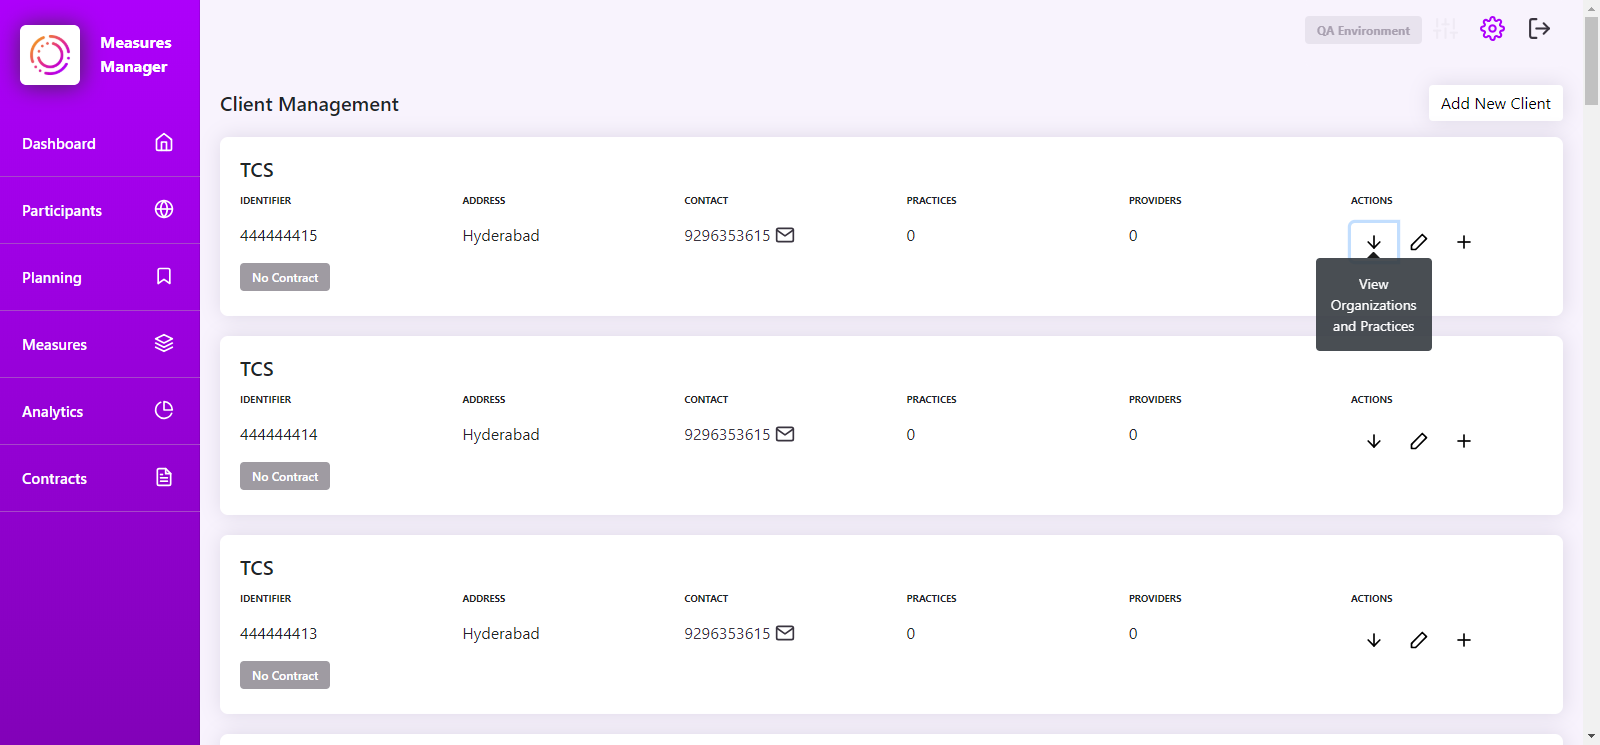 Measures
Manager
QA Environment
Dashboard
Participants
Planning
Measures
Analytics
Contracts
Client Management
Add New Client
TCS
IDENTIFIER ADDRESS CONTACT PRACTICES PROVIDERS ACTIONS
444444415 Hyderabad 9296353615 0 0
No Contract
View
Organizations
and Practices
TCS
IDENTIFIER ADDRESS CONTACT PRACTICES PROVIDERS ACTIONS
444444414 Hyderabad 9296353615 0 0
No Contract
TCS
IDENTIFIER ADDRESS CONTACT PRACTICES PROVIDERS ACTIONS
444444413 Hyderabad 9296353615 0 0
No Contract